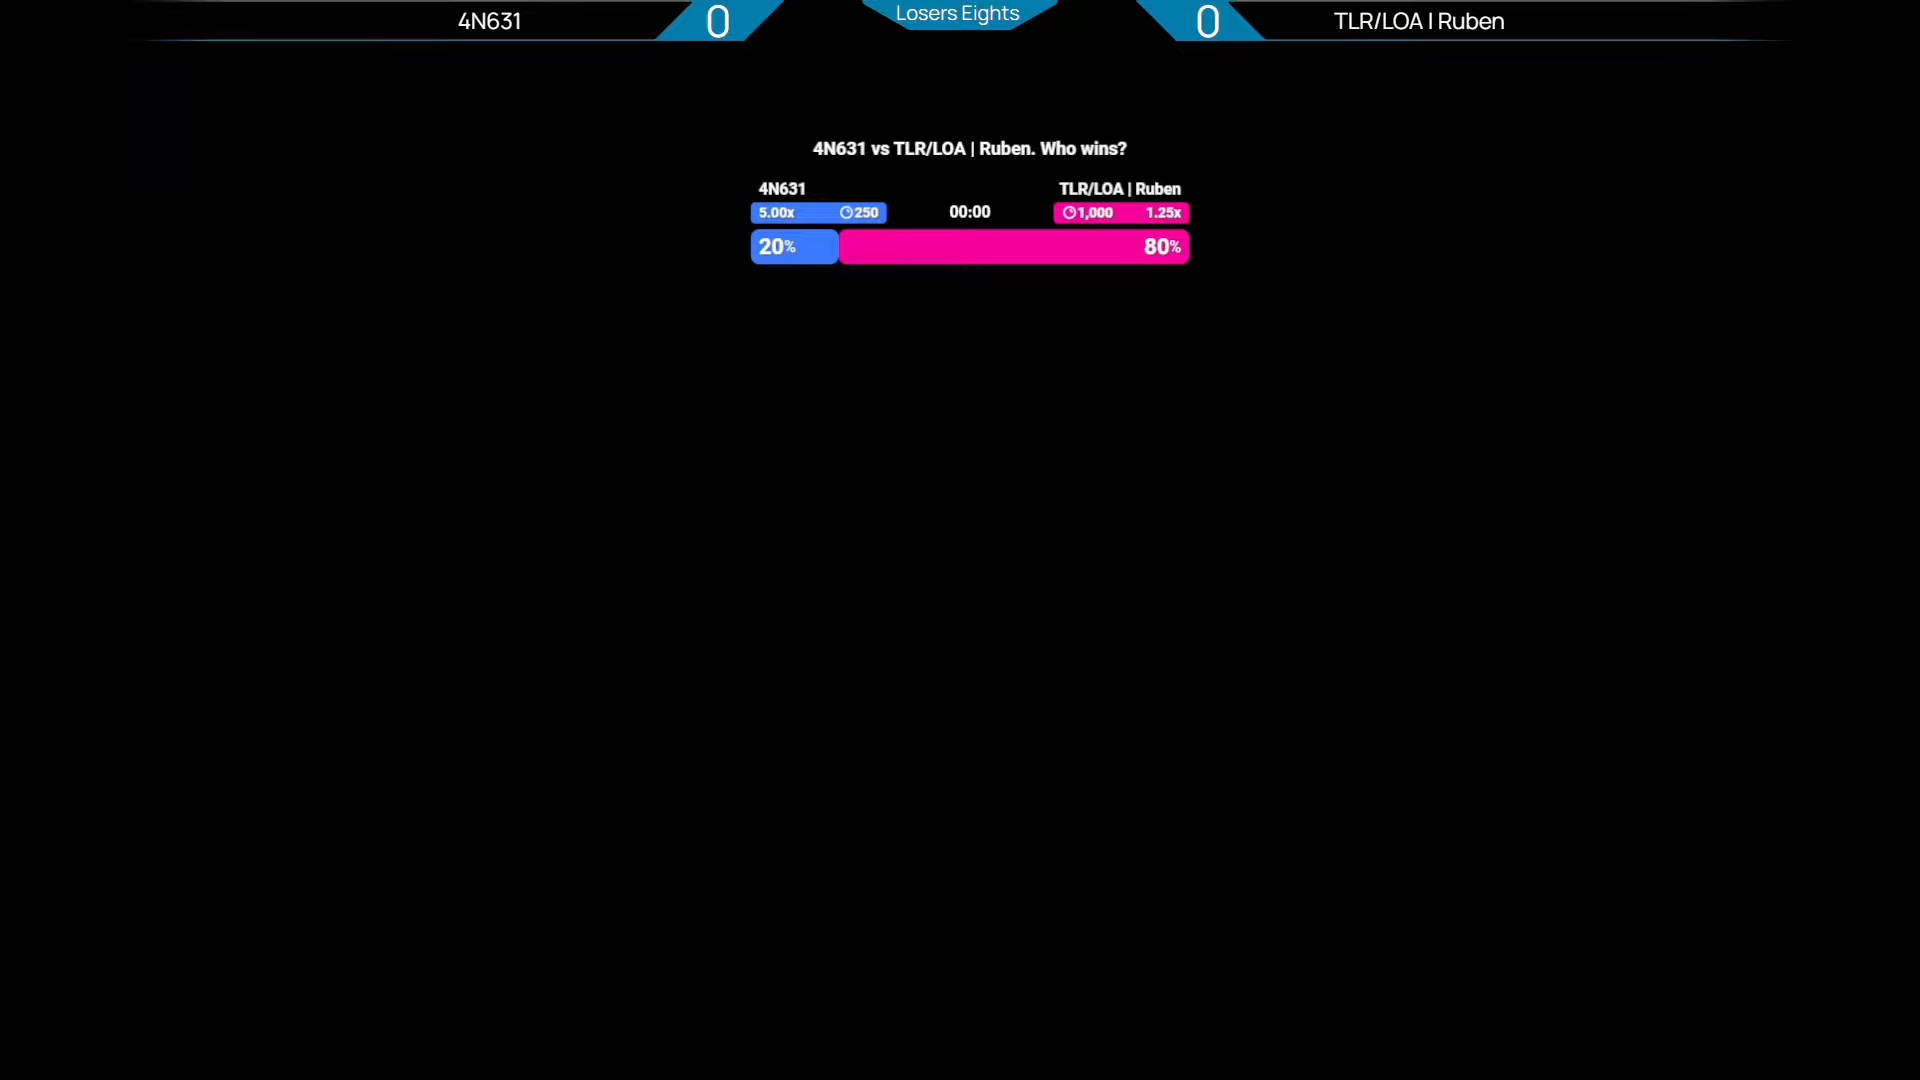 4N631 0 Losers Eights 0 TLR/LOA | Ruben
4N631 vs TLR/LOA | Ruben. Who wins?
4N631 TLR/LOA | Ruben
5.00x 250 00:00 1,000 1.25x
20% 80%